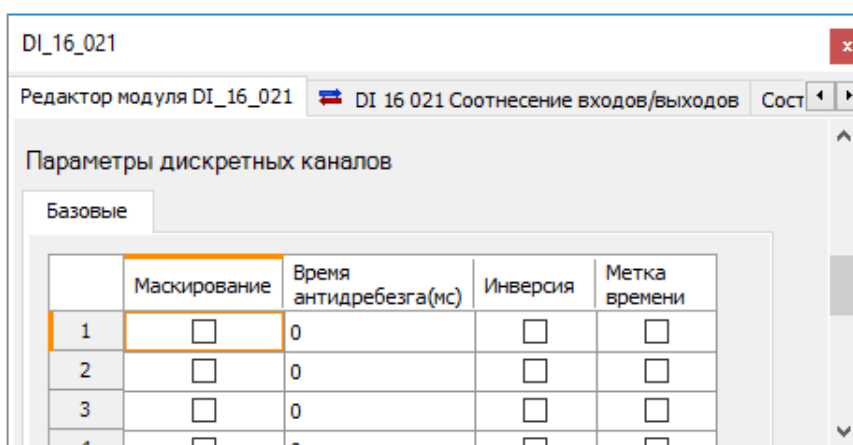 DI_16_021
x
Редактор модуля DI_16_021 DI 16 021 Соотнесение входов/выходов Сост
Параметры дискретных каналов
Базовые
Маскирование Время антидребезга(мс) Инверсия Метка времени
1 0
2 0
3 0